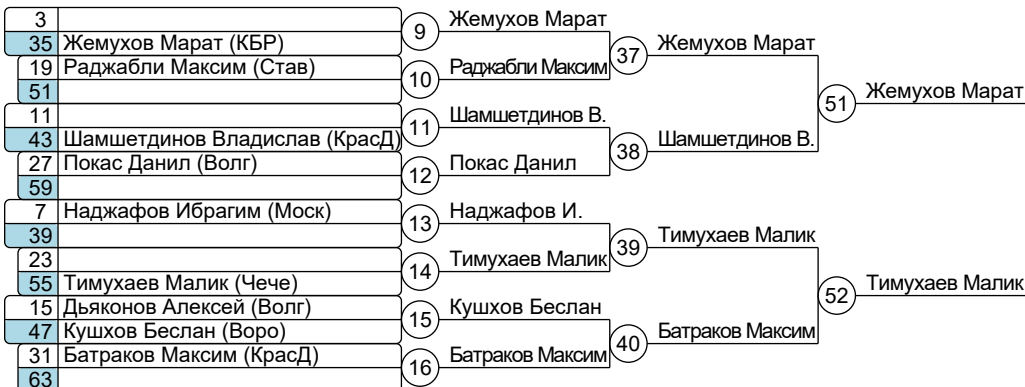 3
35 Жемухов Марат (КБР)
9
Жемухов Марат
19 Раджабли Максим (Став)
51
10
Раджабли Максим
37
Жемухов Марат
11
43 Шамшетдинов Владислав (КрасД)
11
Шамшетдинов В.
27 Покас Данил (Волг)
59
12
Покас Данил
38
Шамшетдинов В.
51
Жемухов Марат
7 Наджафов Ибрагим (Моск)
39
13
Наджафов И.
23
55 Тимухаев Малик (Чече)
14
Тимухаев Малик
39
Тимухаев Малик
15 Дьяконов Алексей (Волг)
47 Кушхов Беслан (Воро)
15
Кушхов Беслан
31 Батраков Максим (КрасД)
63
16
Батраков Максим
40
Батраков Максим
52
Тимухаев Малик